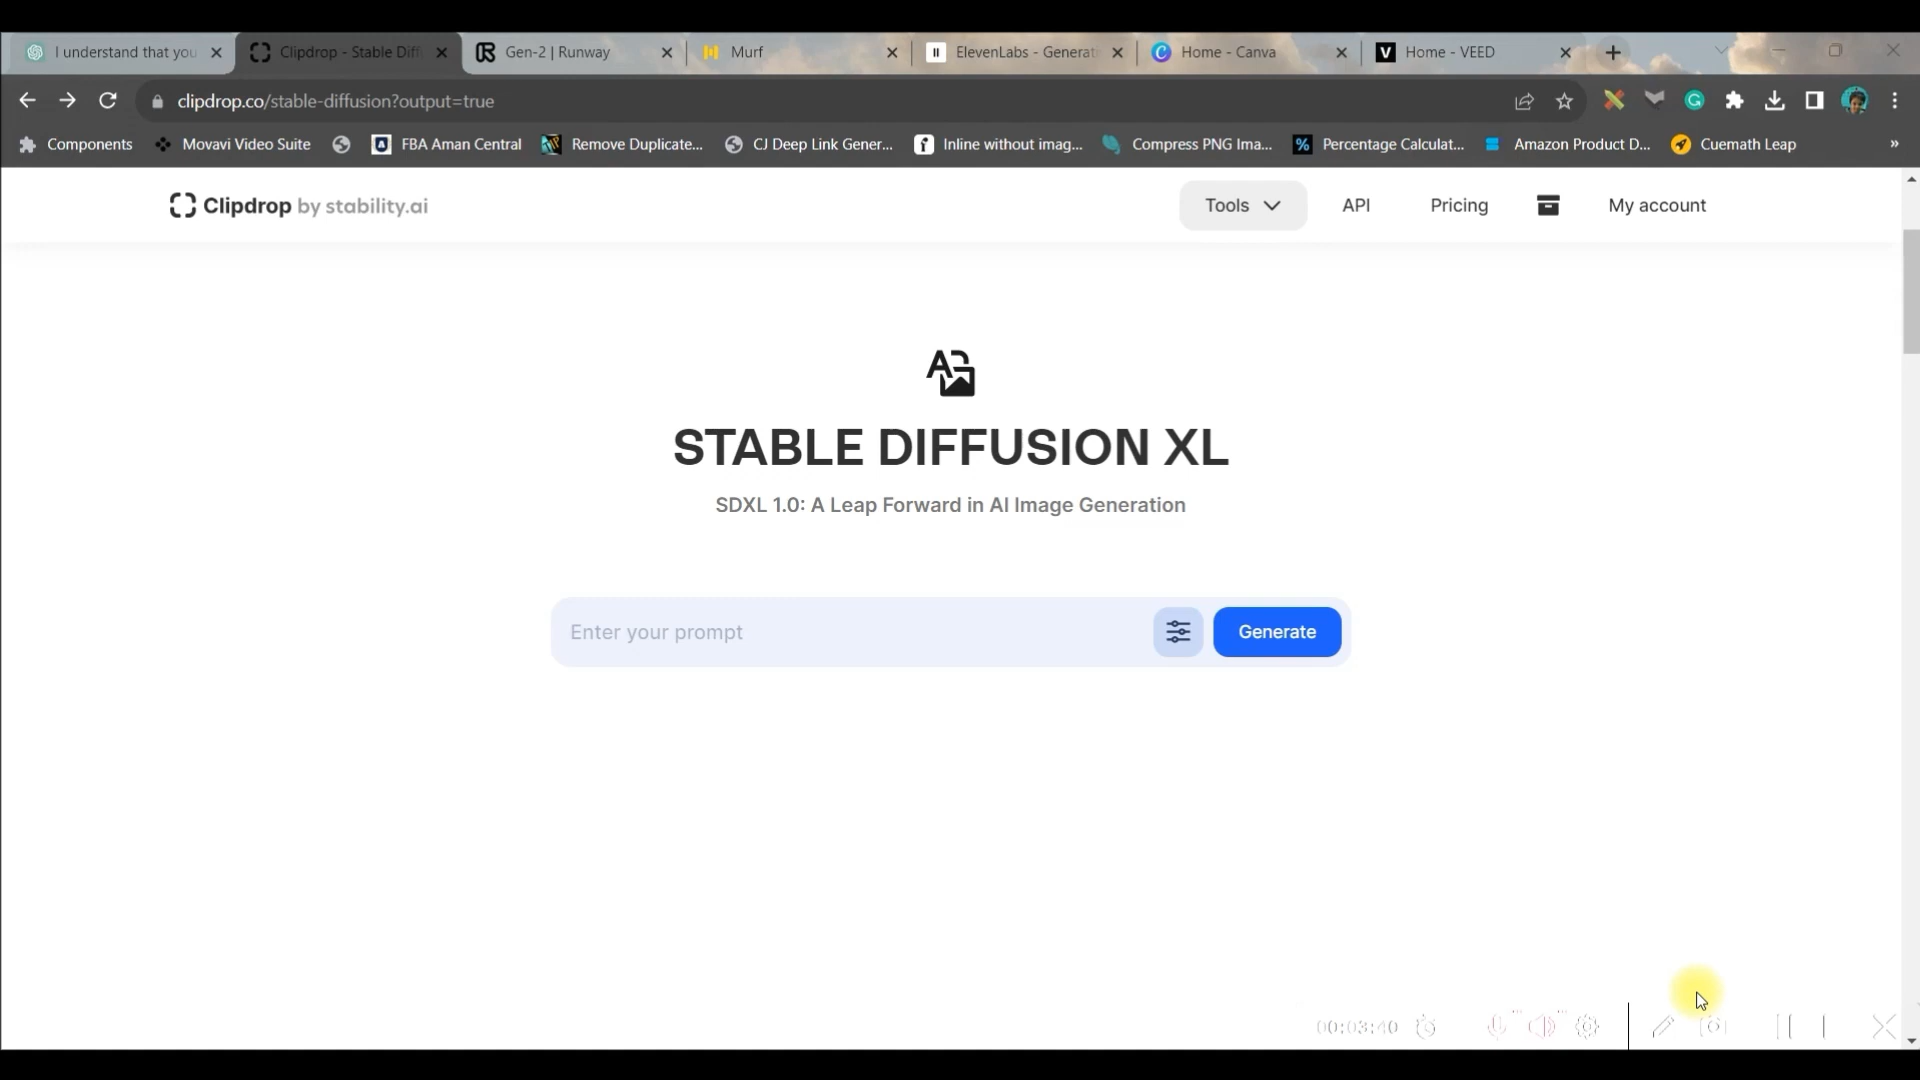 I understand that you
Clipdrop - Stable Diff
Gen-2 | Runway
Murf
ElevenLabs - Generat
Home - Canva
Home - VEED
clipdrop.co/stable-diffusion?output=true
Components
Movavi Video Suite
FBA Aman Central
Remove Duplicate...
CJ Deep Link Gener...
Inline without imag...
Compress PNG Ima...
Percentage Calculat...
Amazon Product D...
Cuemath Leap
»
Clipdrop by stability.ai
Tools
API
Pricing
My account
STABLE DIFFUSION XL
SDXL 1.0: A Leap Forward in AI Image Generation
Enter your prompt
Generate
00:03:40